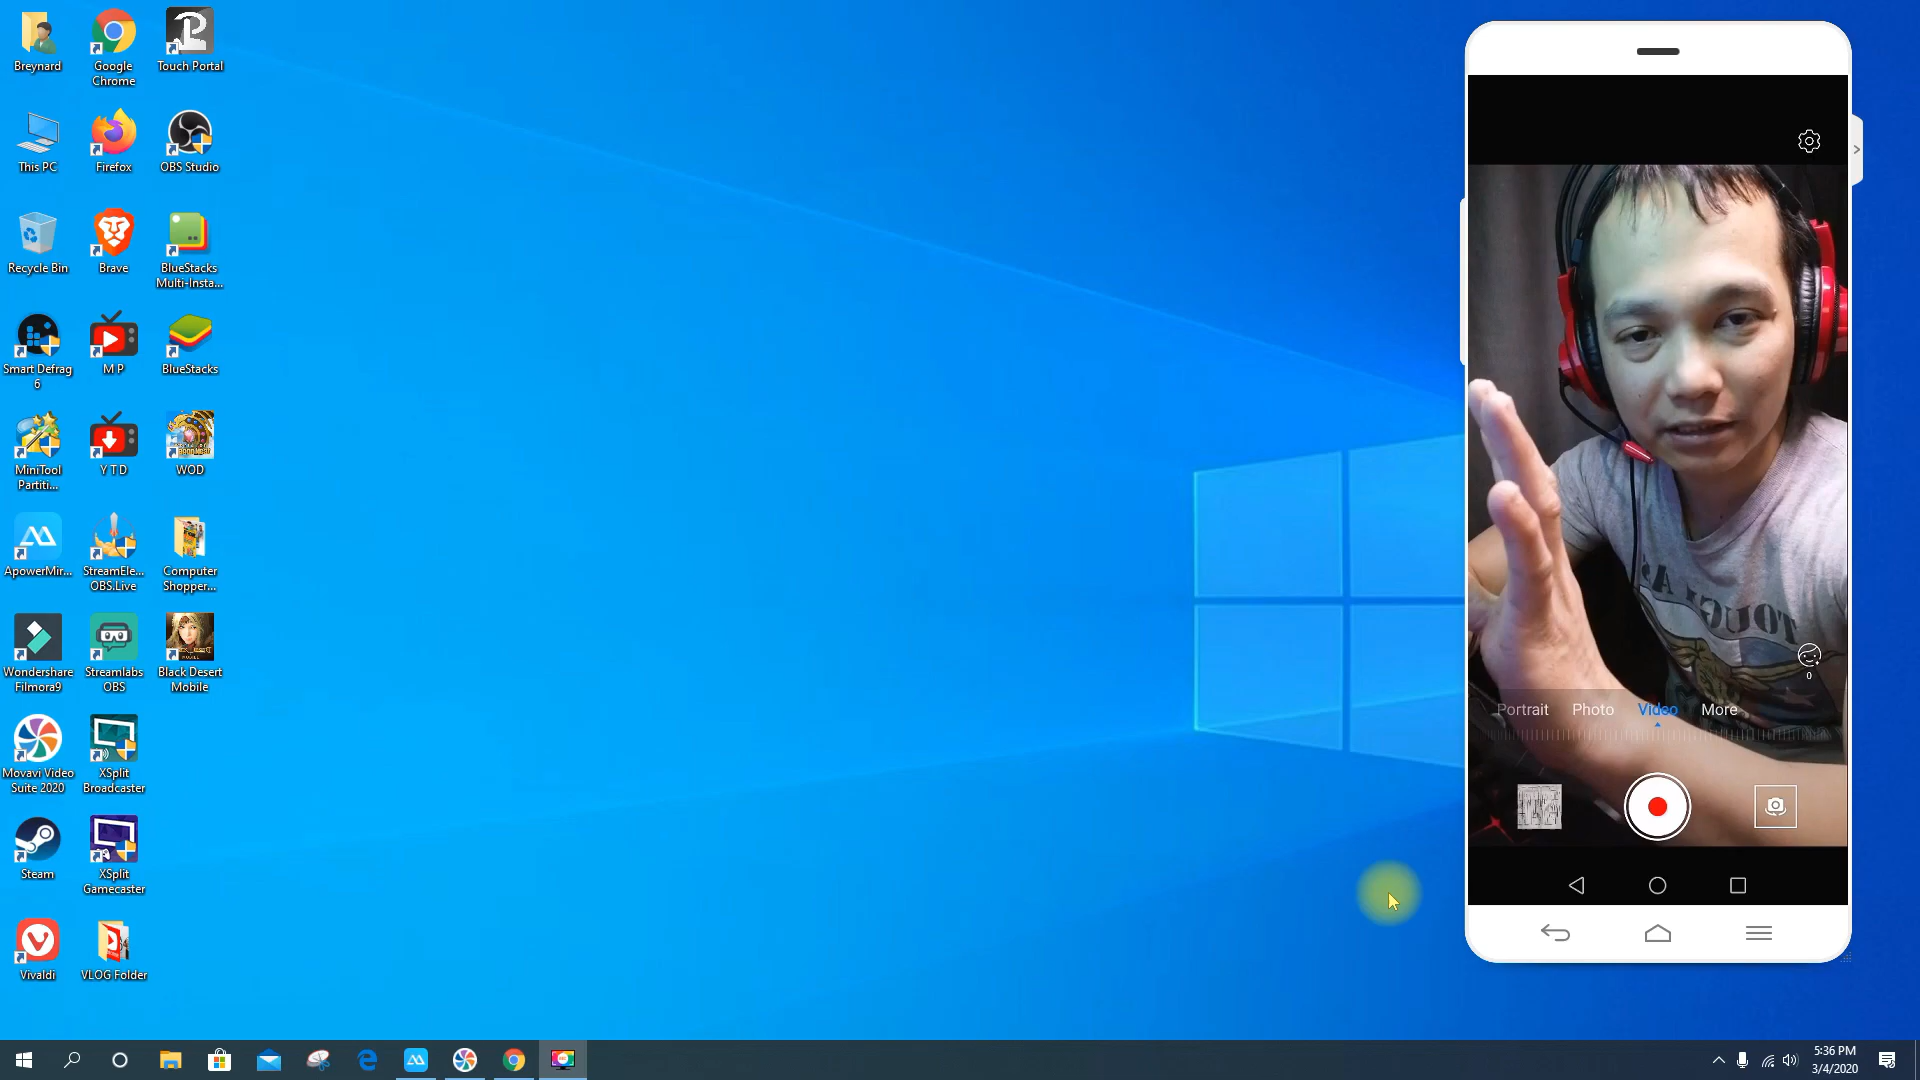 Breynard
Google
Chrome
Touch Portal
This PC
Firefox
OBS Studio
Recycle Bin
Brave
BlueStacks
Multi-Insta...
Smart Defrag
6
M P
BlueStacks
MiniTool
Partiti...
Y T D
WOD
ApowerMir...
StreamEle...
OBS.Live
Computer
Shopper...
Wondershare
Filmora9
Streamlabs
OBS
Black Desert
Mobile
Movavi Video
Suite 2020
XSplit
Broadcaster
Steam
XSplit
Gamecaster
Vivaldi
VLOG Folder
0
Portrait
Photo
Video
More
5:36 PM
3/4/2020